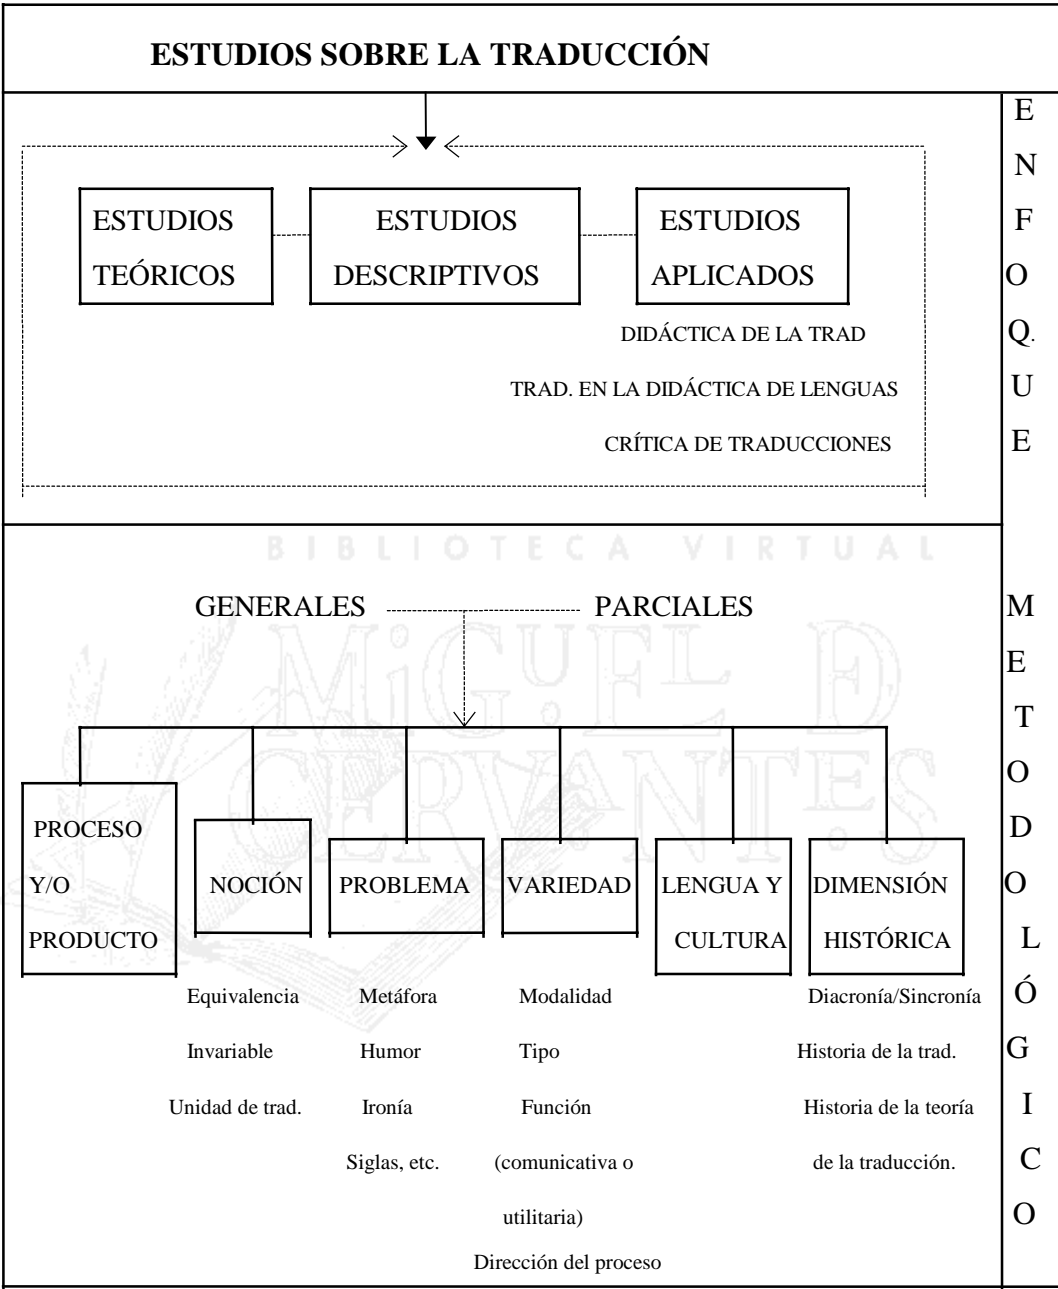 ESTUDIOS SOBRE LA TRADUCCIÓN
ESTUDIOS
TEÓRICOS
ESTUDIOS
DESCRIPTIVOS
ESTUDIOS
APLICADOS
DIDÁCTICA DE LA TRAD
TRAD. EN LA DIDÁCTICA DE LENGUAS
CRÍTICA DE TRADUCCIONES
E
N
F
O
Q.
U
E
BIBLIOTECA VIRTUAL
MiGUEL D
CERVANTES
GENERALES
PARCIALES
PROCESO
Y/O
PRODUCTO
NOCIÓN
Equivalencia
Invariable
Unidad de trad.
PROBLEMA
Metáfora
Humor
Ironía
Siglas, etc.
VARIEDAD
Modalidad
Tipo
Función
(comunicativa o
utilitaria)
Dirección del proceso
LENGUA Y
CULTURA
DIMENSIÓN
HISTÓRICA
Diacronía/Sincronía
Historia de la trad.
Historia de la teoría
de la traducción.
M
E
T
O
D
O
L
Ó
G
I
C
O